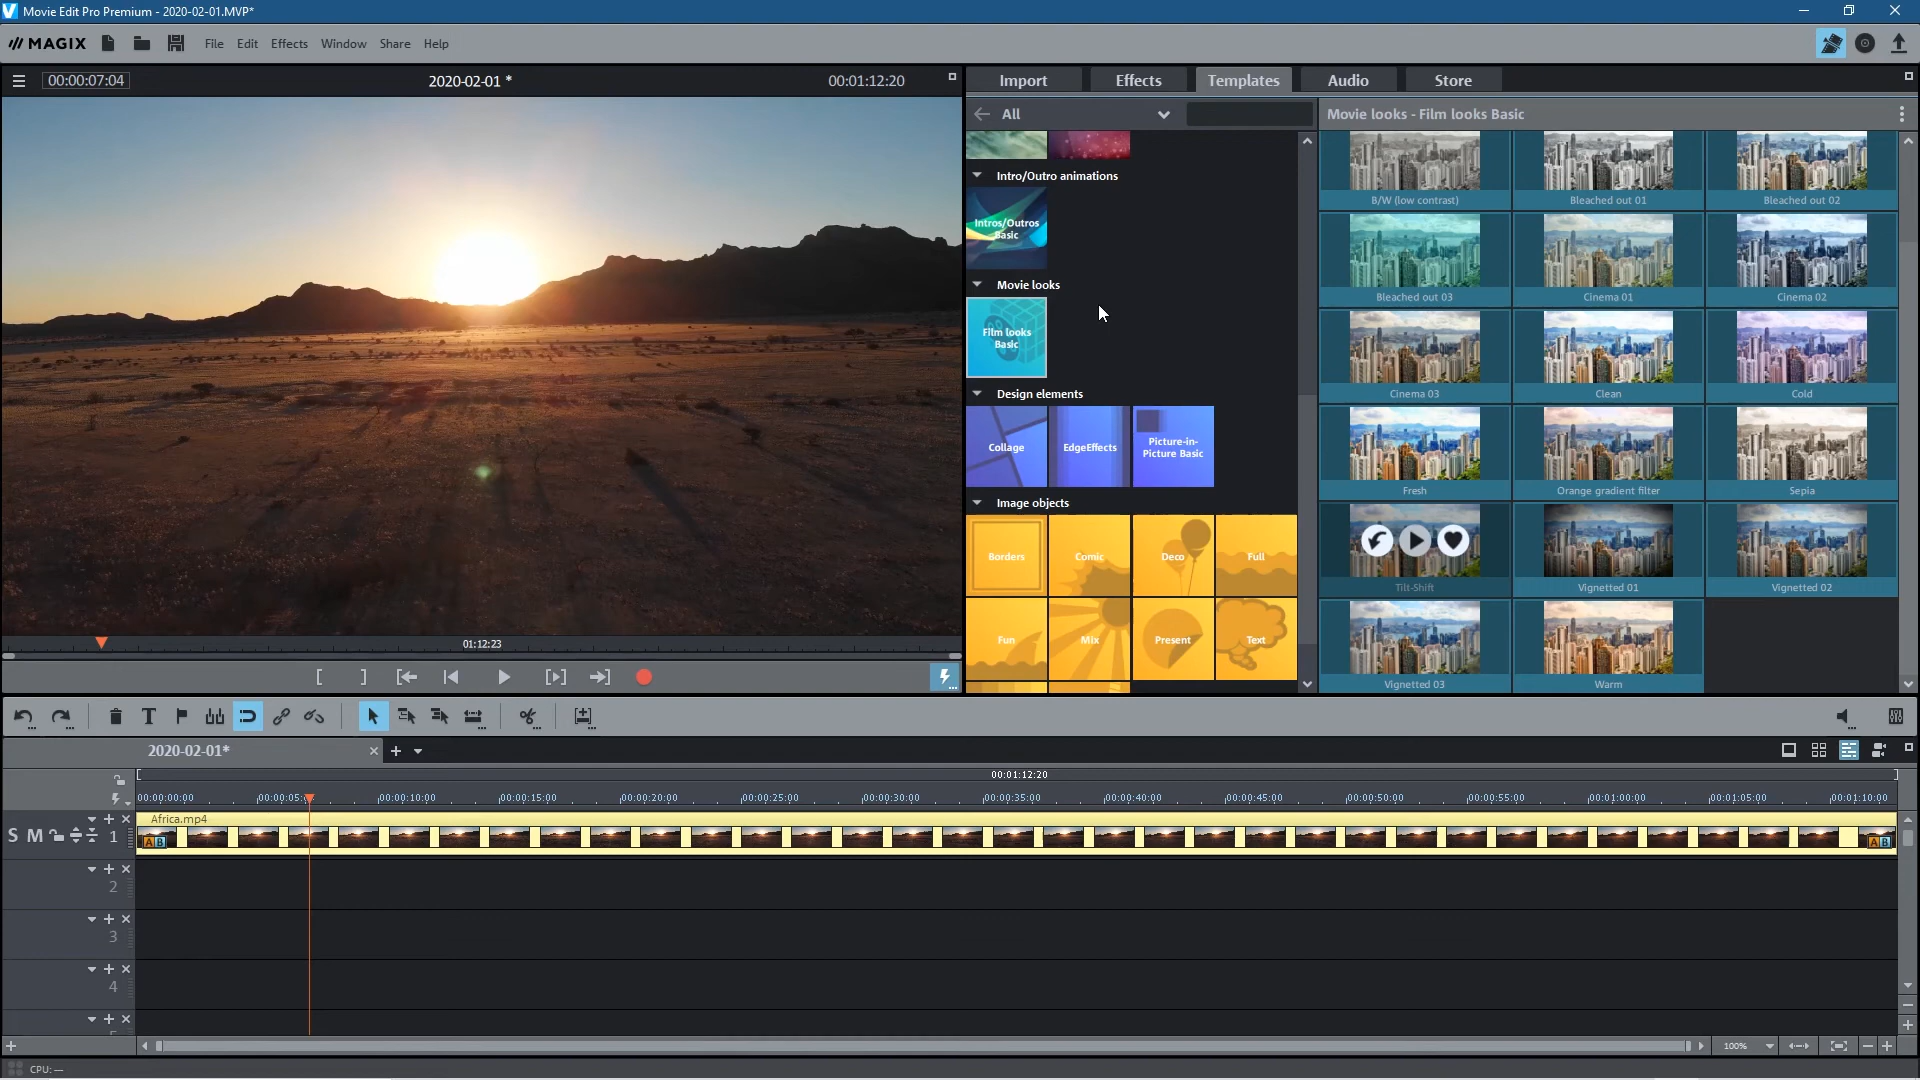 Movie Edit Pro Premium - 2020-02-01.MVP*
MAGIX
File
Edit
Effects
Window
Share
Help
00:00:07:04
2020-02-01 *
00:01:12:20
Import
Effects
Templates
Audio
Store
All
Movie looks - Film looks Basic
Intro/Outro animations
Intros/Outros
Basic
Movie looks
Film looks
Basic
Design elements
Collage
EdgeEffects
Picture-in-
Picture Basic
Image objects
Borders
Comic
Deco
Full
Fun
Mix
Present
Text
B/W (low contrast)
Bleached out 01
Bleached out 02
Bleached out 03
Cinema 01
Cinema 02
Cinema 03
Clean
Cold
Fresh
Orange gradient filter
Sepia
Tilt-Shift
Vignetted 01
Vignetted 02
Vignetted 03
Warm
01:12:23
2020-02-01*
00:01:12:20
00:00:00:00
00:00:05:
00:00:10:00
00:00:15:00
00:00:20:00
00:00:25:00
00:00:30:00
00:00:35:00
00:00:40:00
00:00:45:00
00:00:50:00
00:00:55:00
00:01:00:00
00:01:05:00
00:01:10:00
Africa.mp4
S M 1
A B
A B
2
3
4
100%
CPU: —